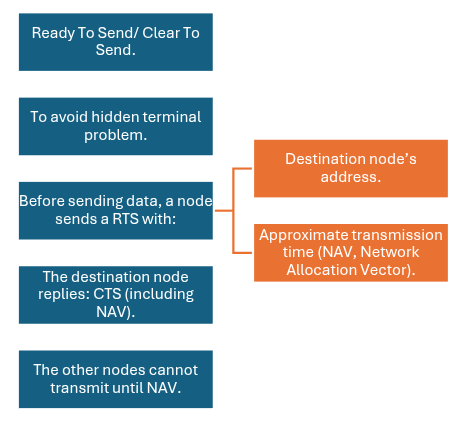 Ready To Send/ Clear To
Send.
To avoid hidden terminal
problem.
Before sending data, a node
sends a RTS with:
Destination node's
address.
Approximate transmission
time (NAV, Network
Allocation Vector).
The destination node
replies: CTS (including
NAV).
The other nodes cannot
transmit until NAV.